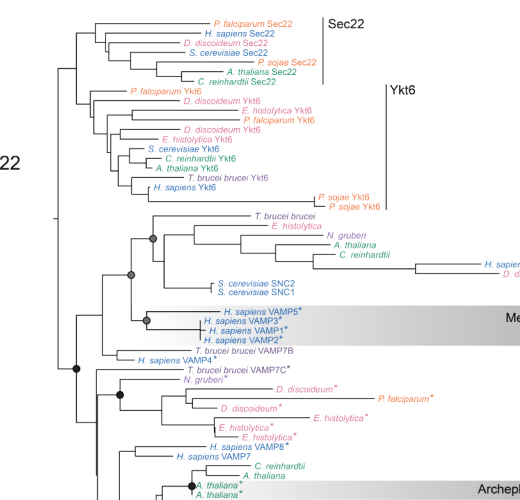 P. falciparum Sec22
Sec22
H. sapiens Sec22
D. discoideum Sec22
S. cerevisiae Sec22
P. sojae Sec22
A. thaliana Sec22
C. reinhardtii Sec22
P. falciparum Ykt6
Ykt6
D. discoideum Ykt6
E. histolytica Ykt6
P. falciparum Ykt6
D. discoideum Ykt6
E. histolytica Ykt6
S. cerevisiae Ykt6
C. reinhardtii Ykt6
22
A. thaliana Ykt6
T. brucei brucei Ykt6
H. sapiens Ykt6
P. sojae Ykt6
P. sojae Ykt6
T. brucei brucei
E. histolytica
N. gruberi
A. thaliana
C. reinhardtii
H. sapien
D. d
S. cerevisiae SNC2
S. cerevisiae SNC1
H. sapiens VAMP5*
Me
H. sapiens VAMP3*
H. sapiens VAMP1*
H. sapiens VAMP2*
T. brucei brucei VAMP7B
H. sapiens VAMP4*
T. brucei brucei VAMP7C*
N. gruberi*
D. discoideum*
P. falciparum*
D. discoideum*
E. histolytica*
E. histolytica*
E. histolytica*
H. sapiens VAMP8*
H. sapiens VAMP7
C. reinhardtii
A. thaliana
A. thaliana*
Archep
A. thaliana*